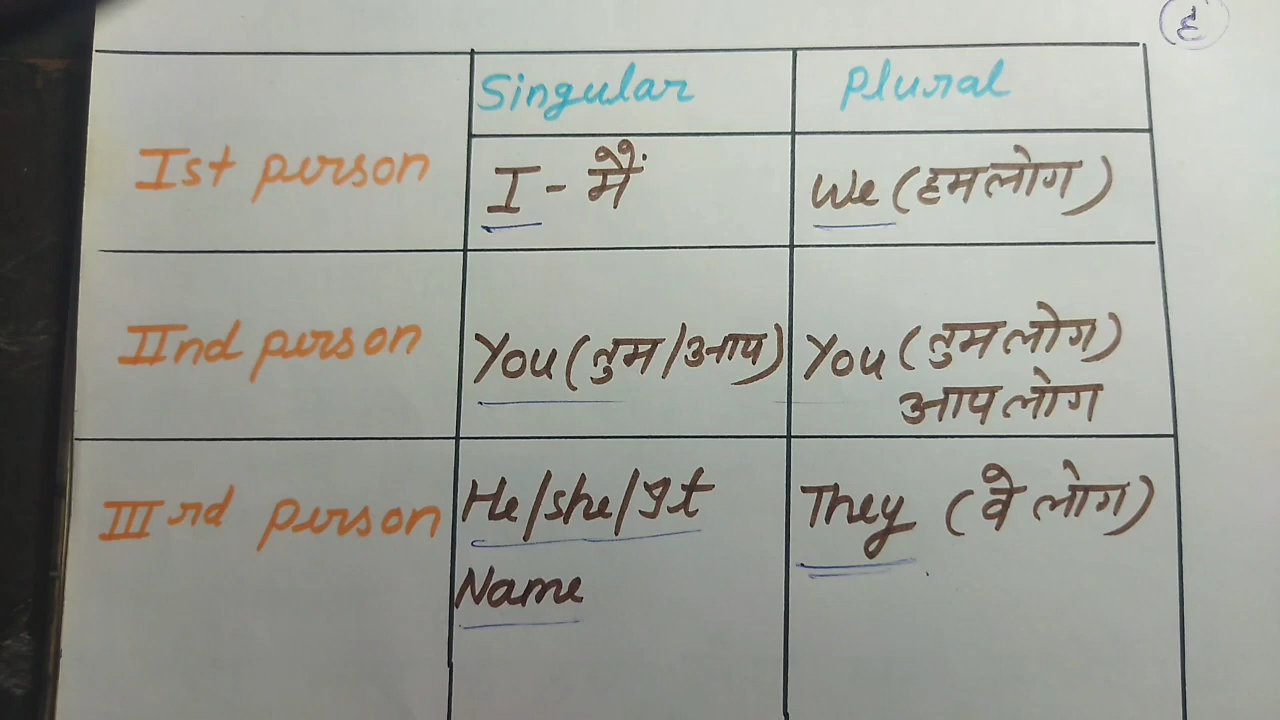 Singular Plural
Ist person I - मैं We (हमलोग)
IInd person You (तुम/आप) You (तुमलोग)
आपलोग
IIIrd person He/she/It They (वे लोग)
Name